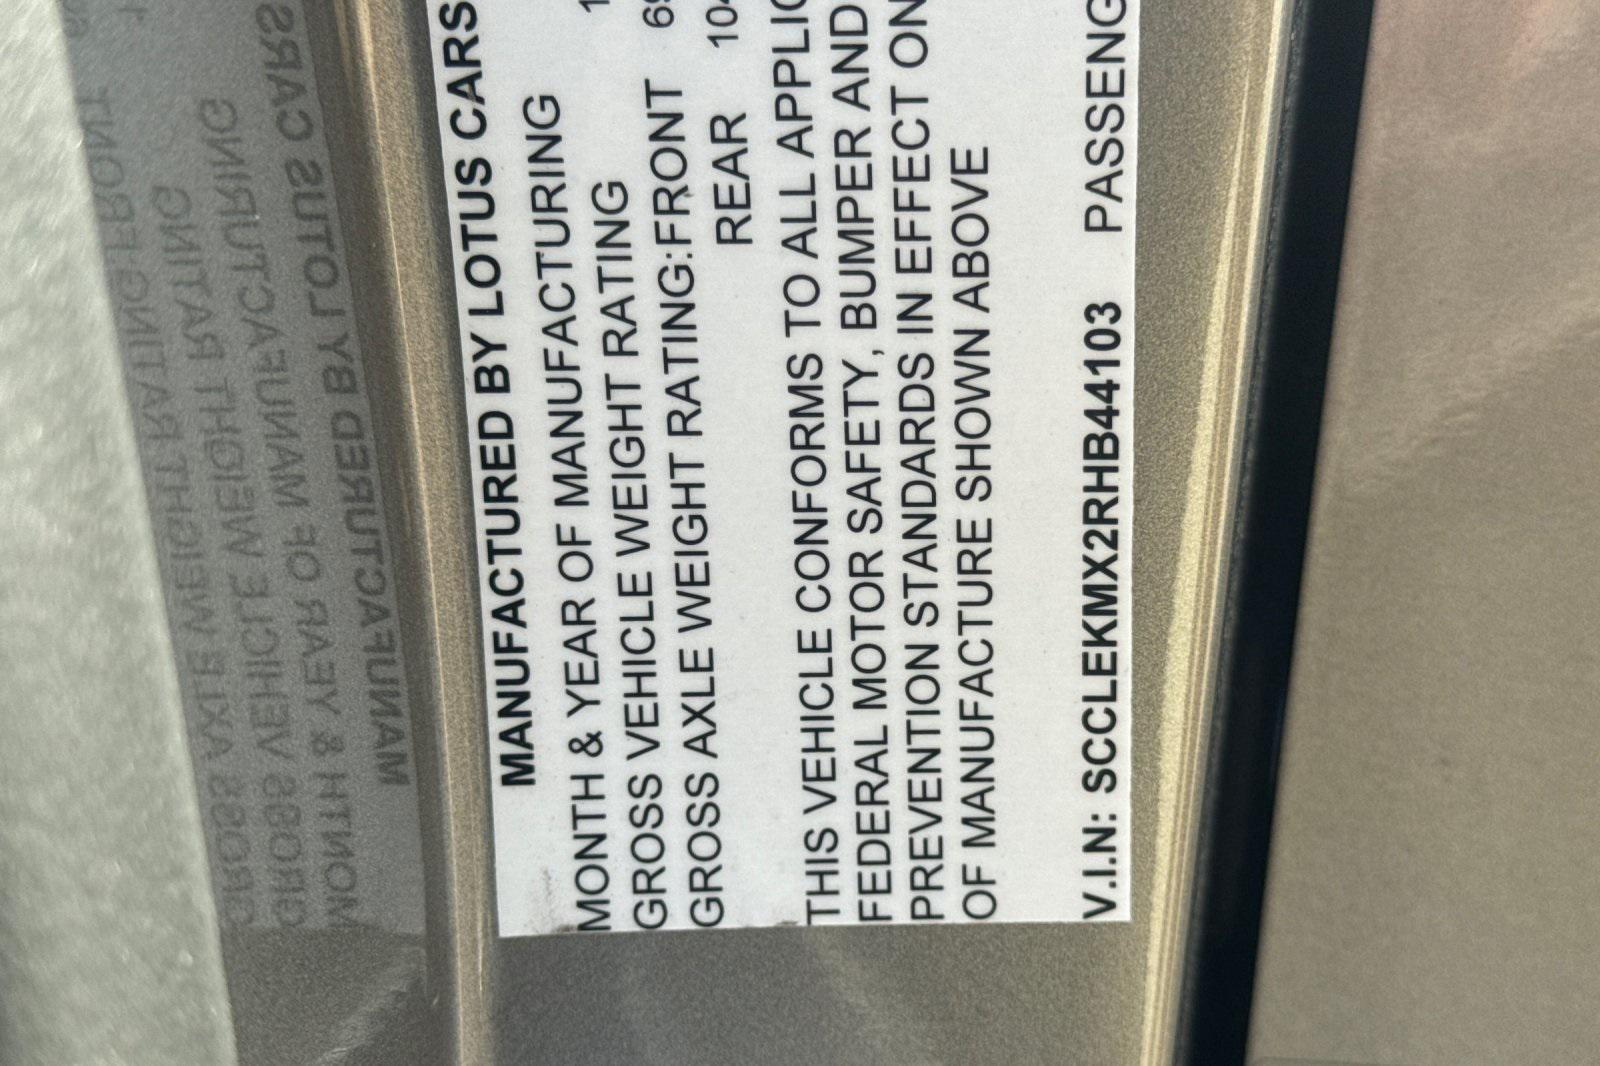 MANUFACTURED BY LOTUS CARS
MONTH & YEAR OF MANUFACTURING
GROSS VEHICLE WEIGHT RATING
GROSS AXLE WEIGHT RATING:FRONT
REAR
THIS VEHICLE CONFORMS TO ALL APPLIC
FEDERAL MOTOR SAFETY, BUMPER AND
PREVENTION STANDARDS IN EFFECT ON
OF MANUFACTURE SHOWN ABOVE
V.I.N: SCCLEKMX2RHB44103 PASSENG